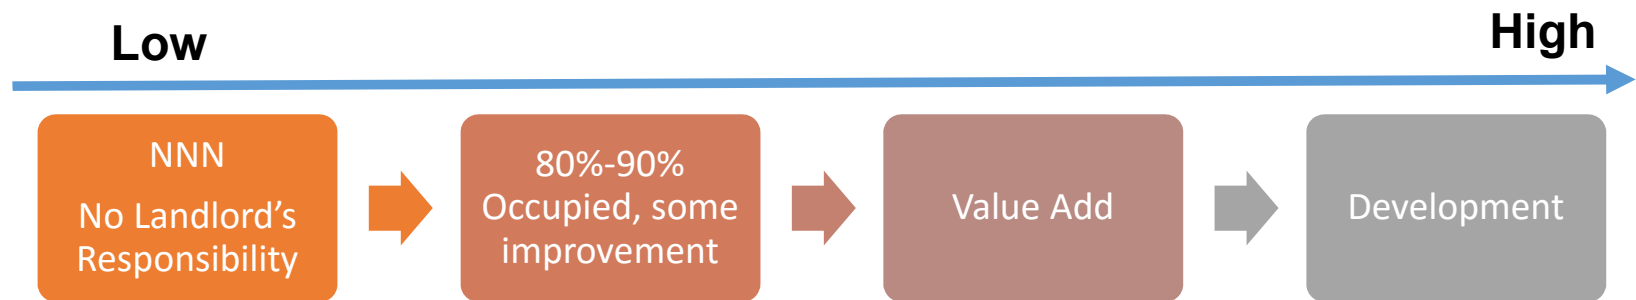 Low
High
NNN
No Landlord’s
Responsibility
80%-90%
Occupied, some
improvement
Value Add
Development